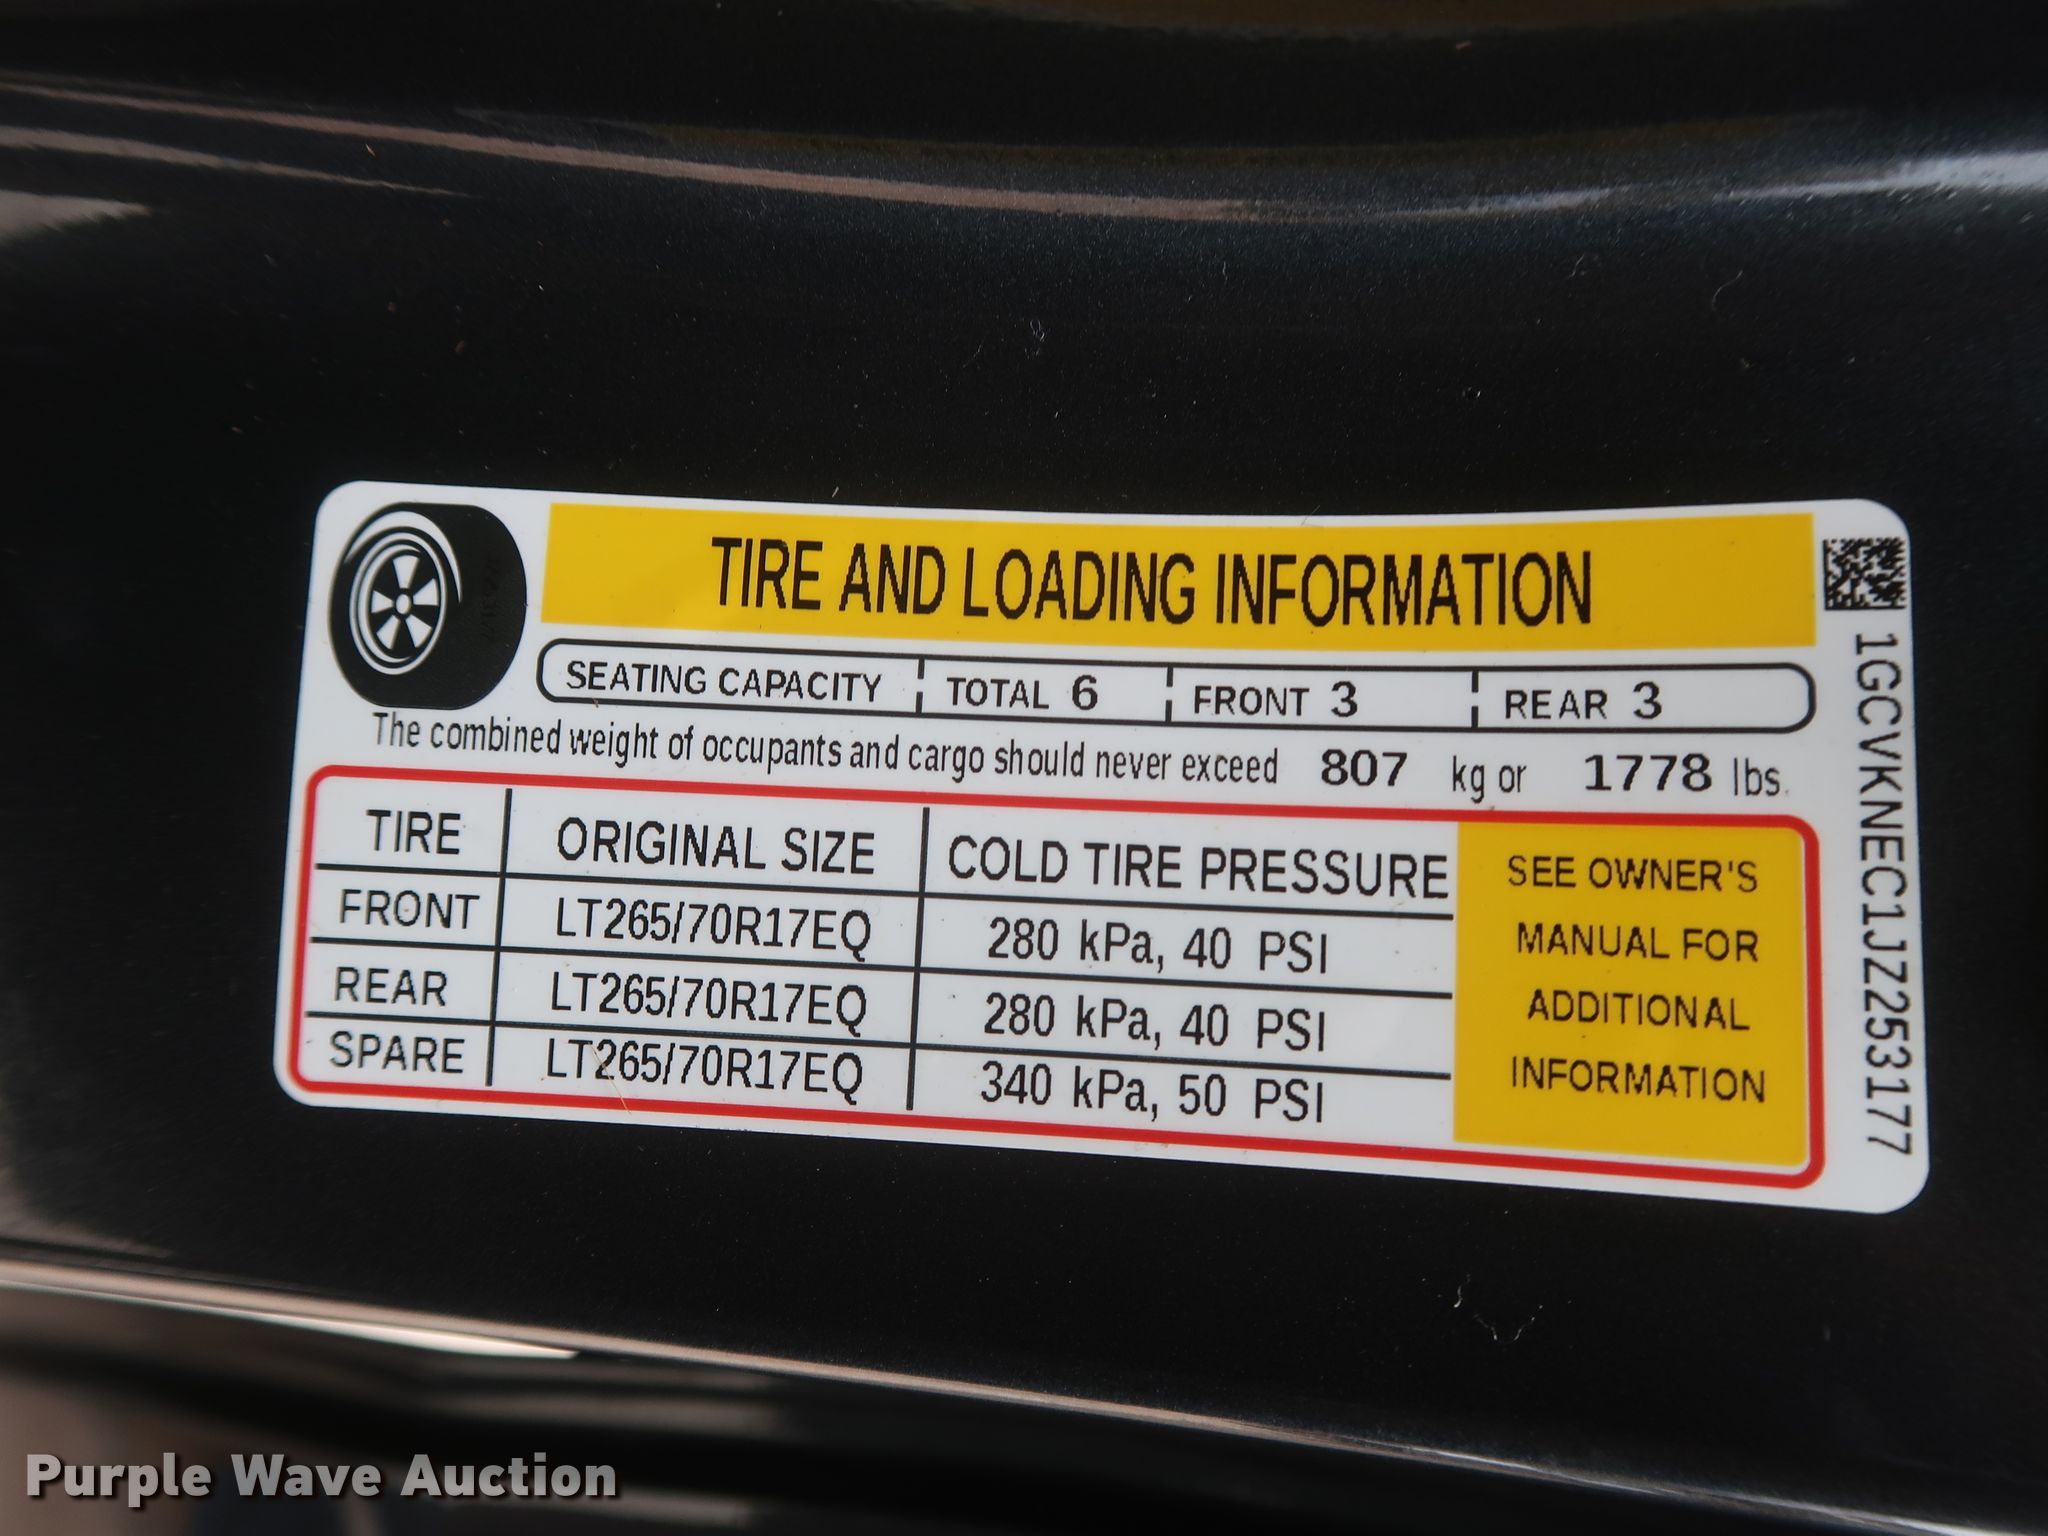 TIRE AND LOADING INFORMATION
SEATING CAPACITY TOTAL 6 FRONT 3 REAR 3
The combined weight of occupants and cargo should never exceed 807 kg or 1778 lbs.
TIRE ORIGINAL SIZE COLD TIRE PRESSURE
FRONT LT265/70R17EQ 280 kPa, 40 PSI
REAR LT265/70R17EQ 280 kPa, 40 PSI
SPARE LT265/70R17EQ 340 kPa, 50 PSI
SEE OWNER'S
MANUAL FOR
ADDITIONAL
INFORMATION
1GCVKNEC1JZ253177
Purple Wave Auction